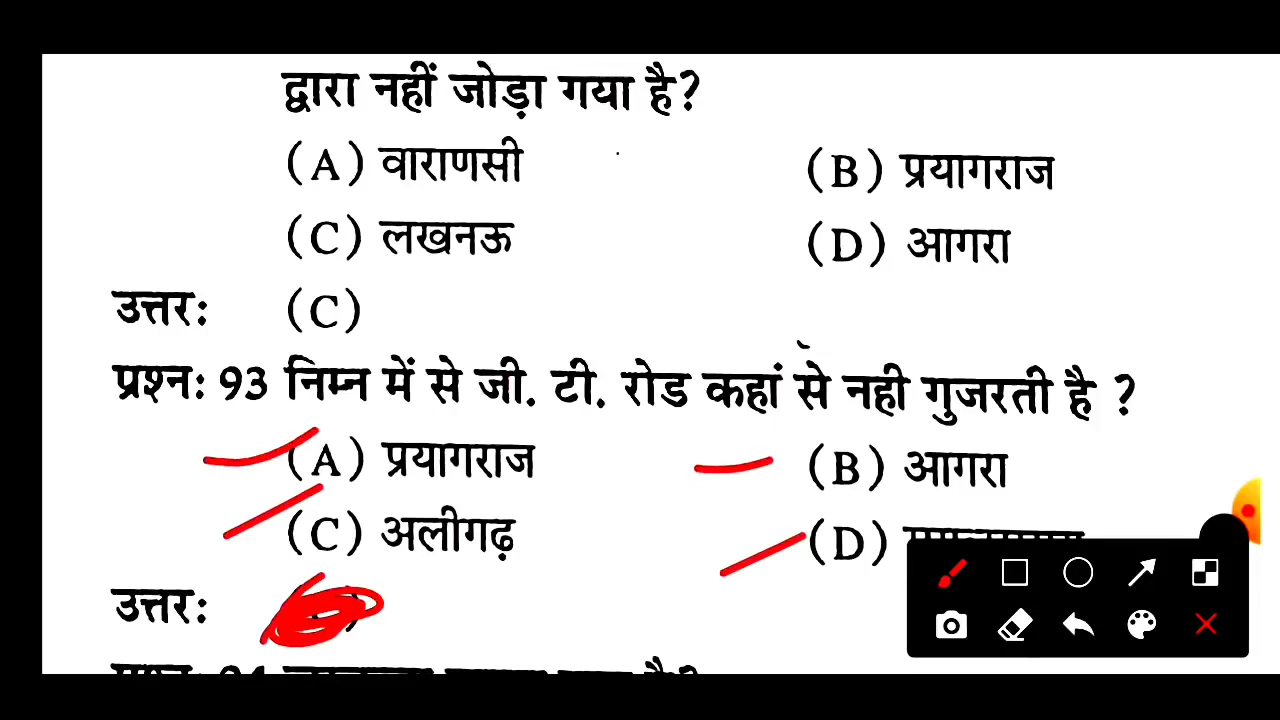 द्वारा नहीं जोड़ा गया है?
(A) वाराणसी (B) प्रयागराज
(C) लखनऊ (D) आगरा
उत्तर: (C)
प्रश्न: 93 निम्न में से जी. टी. रोड कहां से नही गुजरती है ?
(A) प्रयागराज (B) आगरा
(C) अलीगढ़ (D)
उत्तर: